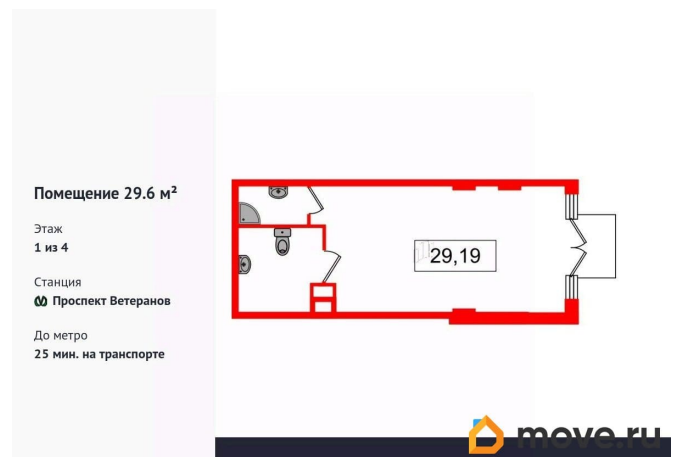 Помещение 29.6 м²
Этаж
1 из 4
Станция
Проспект Ветеранов
До метро
25 мин. на транспорте
29,19
move.ru